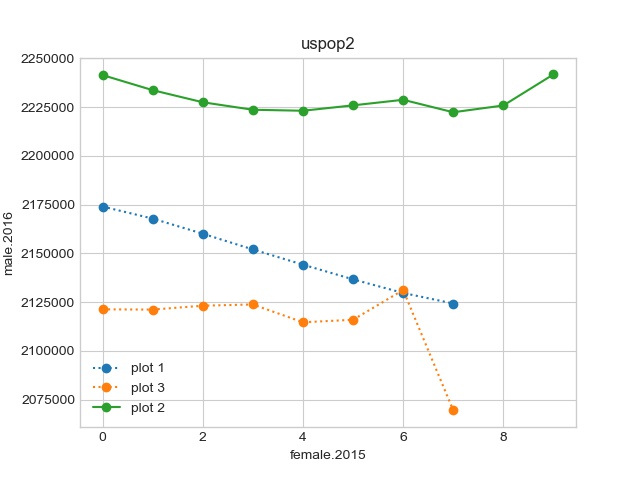 uspop2
2250000
2225000
2200000
2175000
2150000
2125000
2100000
2075000
male.2016
plot 1
plot 3
plot 2
0 2 4 6 8
female.2015